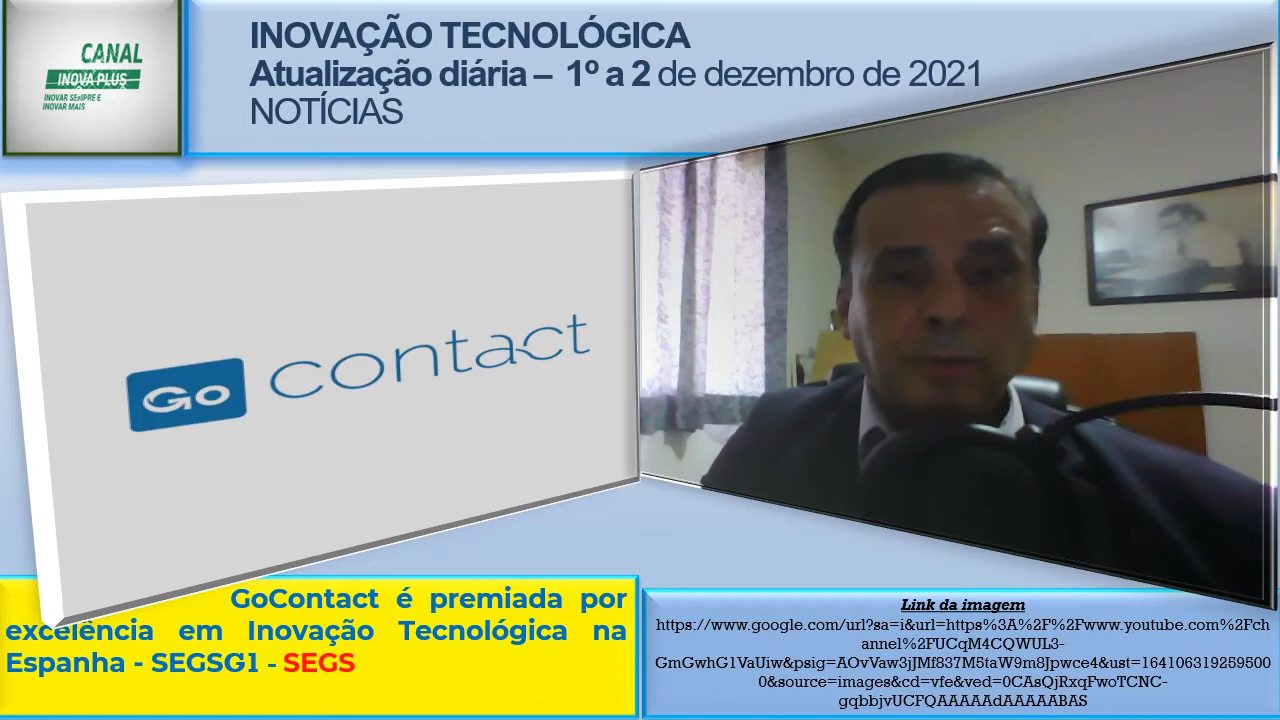 CANAL
INOVA PLUS
INOVAR SEMPRE E
INOVAR MAIS
INOVAÇÃO TECNOLÓGICA
Atualização diária – 1º a 2 de dezembro de 2021
NOTÍCIAS
Go contact
GoContact é premiada por
excelência em Inovação Tecnológica na
Espanha - SEGSG1 - SEGS
Link da imagem
https://www.google.com/url?sa=i&url=https%3A%2F%2Fwww.youtube.com%2Fch
annel%2FUCqM4CQWUL3-
GmGwhG1VaUiw&psig=AOvVaw3jJMf837M5taW9m8Jpwce4&ust=164106319259500
0&source=images&cd=vfe&ved=0CAsQjRxqFwoTCNC-
gqbbjvUCFQAAAAAdAAAAABAS